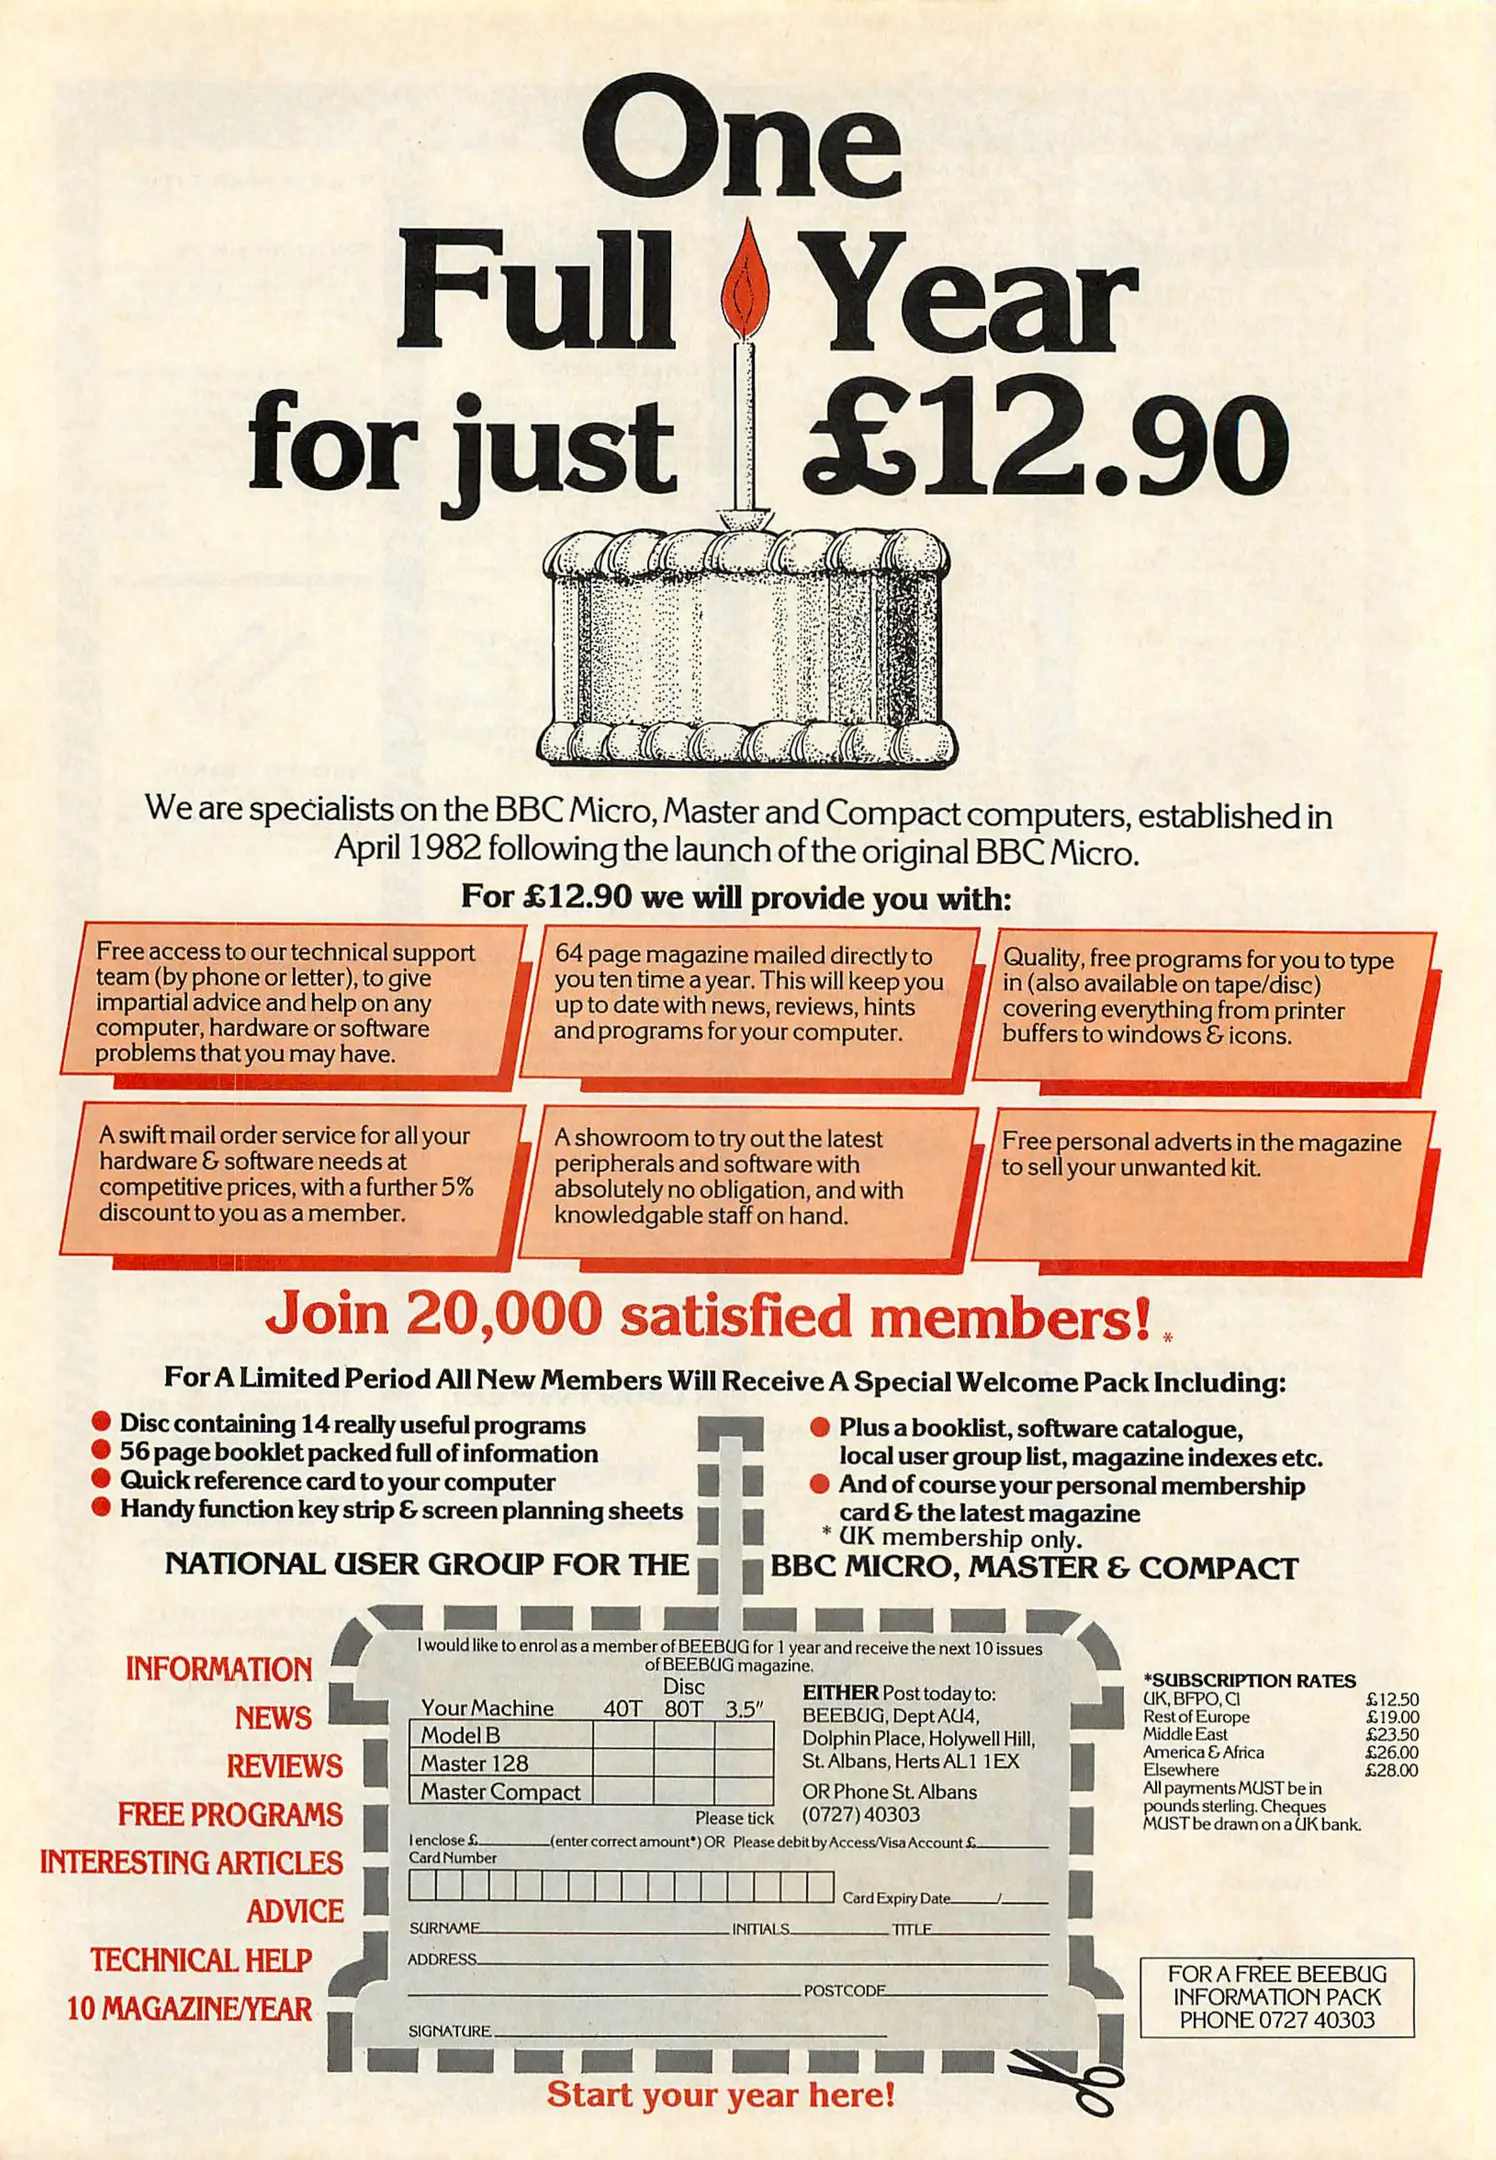 One
Full Year
for just £12.90
We are specialists on the BBC Micro, Master and Compact computers, established in
April 1982 following the launch of the original BBC Micro.
For £12.90 we will provide you with:
Free access to our technical support
team (by phone or letter), to give
impartial advice and help on any
computer, hardware or software
problems that you may have.
64 page magazine mailed directly to
you ten time a year. This will keep you
up to date with news, reviews, hints
and programs for your computer.
Quality, free programs for you to type
in (also available on tape/disc)
covering everything from printer
buffers to windows & icons.
A swift mail order service for all your
hardware & software needs at
competitive prices, with a further 5%
discount to you as a member.
A showroom to try out the latest
peripherals and software with
absolutely no obligation, and with
knowledgable staff on hand.
Free personal adverts in the magazine
to sell your unwanted kit.
Join 20,000 satisfied members! *
For A Limited Period All New Members Will Receive A Special Welcome Pack Including:
● Disc containing 14 really useful programs
● 56 page booklet packed full of information
● Quick reference card to your computer
● Handy function key strip & screen planning sheets
● Plus a booklist, software catalogue,
local user group list, magazine indexes etc.
● And of course your personal membership
card & the latest magazine
* UK membership only.
NATIONAL USER GROUP FOR THE BBC MICRO, MASTER & COMPACT
INFORMATION
NEWS
REVIEWS
FREE PROGRAMS
INTERESTING ARTICLES
ADVICE
TECHNICAL HELP
10 MAGAZINE/YEAR
I would like to enrol as a member of BEEBUG for 1 year and receive the next 10 issues
of BEEBUG magazine.
Disc
Your Machine 40T 80T 3.5"
Model B
Master 128
Master Compact
Please tick
EITHER Post today to:
BEEBUG, Dept AU4,
Dolphin Place, Holywell Hill,
St. Albans, Herts AL1 1EX
OR Phone St. Albans
(0727) 40303
I enclose £ (enter correct amount*) OR Please debit by Access/Visa Account £
Card Number
Card Expiry Date /
SURNAME INITIALS TITLE
ADDRESS
POSTCODE
SIGNATURE
*SUBSCRIPTION RATES
UK, BFPO, CI £12.50
Rest of Europe £19.00
Middle East £23.50
America & Africa £26.00
Elsewhere £28.00
All payments MUST be in
pounds sterling. Cheques
MUST be drawn on a UK bank.
FOR A FREE BEEBUG
INFORMATION PACK
PHONE 0727 40303
Start your year here!